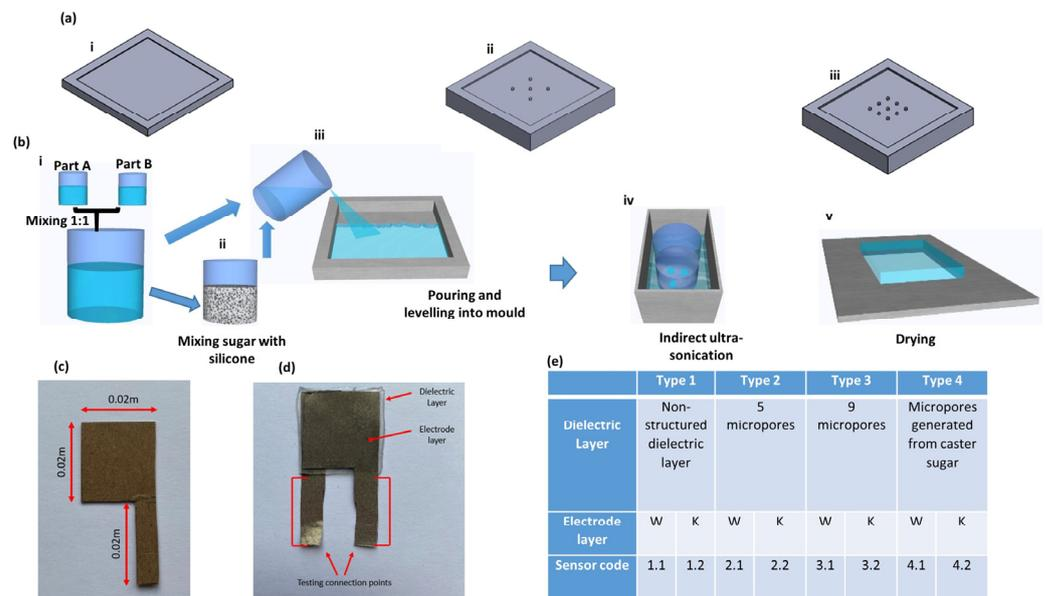 (a)
i
ii
iii
(b)
i
Part A
Part B
Mixing 1:1
ii
Mixing sugar with
silicone
iii
Pouring and
levelling into mould
iv
Indirect ultra-
sonication
v
Drying
(c)
0.02m
0.02m
0.02m
(d)
Dielectric
Layer
Electrode
layer
Testing connection points
(e)
Type 1 Type 2 Type 3 Type 4
Dielectric
Layer
Non-
structured
dielectric
layer
5
micropores
9
micropores
Micropores
generated
from caster
sugar
Electrode
layer
W K W K W K W K
Sensor code 1.1 1.2 2.1 2.2 3.1 3.2 4.1 4.2